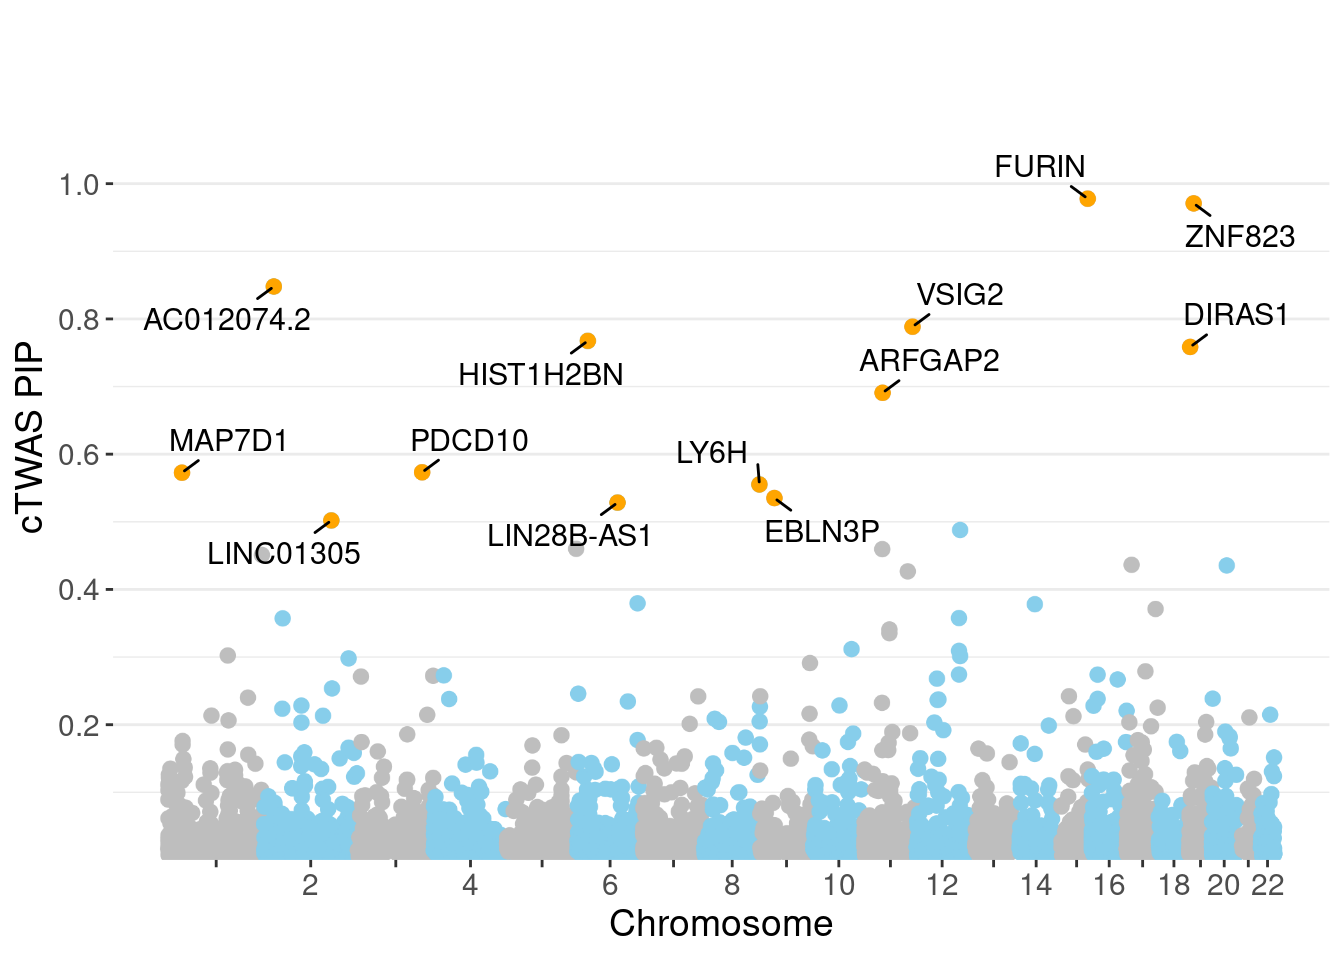 FURIN
1.0
ZNF823
AC012074.2
VSIG2
DIRAS1
0.8
HIST1H2BN
ARFGAP2
cTWAS PIP
MAP7D1
PDCD10
LY6H
0.6
LINC01305
LIN28B-AS1
EBLN3P
0.4
0.2
2 4 6 8 10 12 14 16 18 20 22
Chromosome